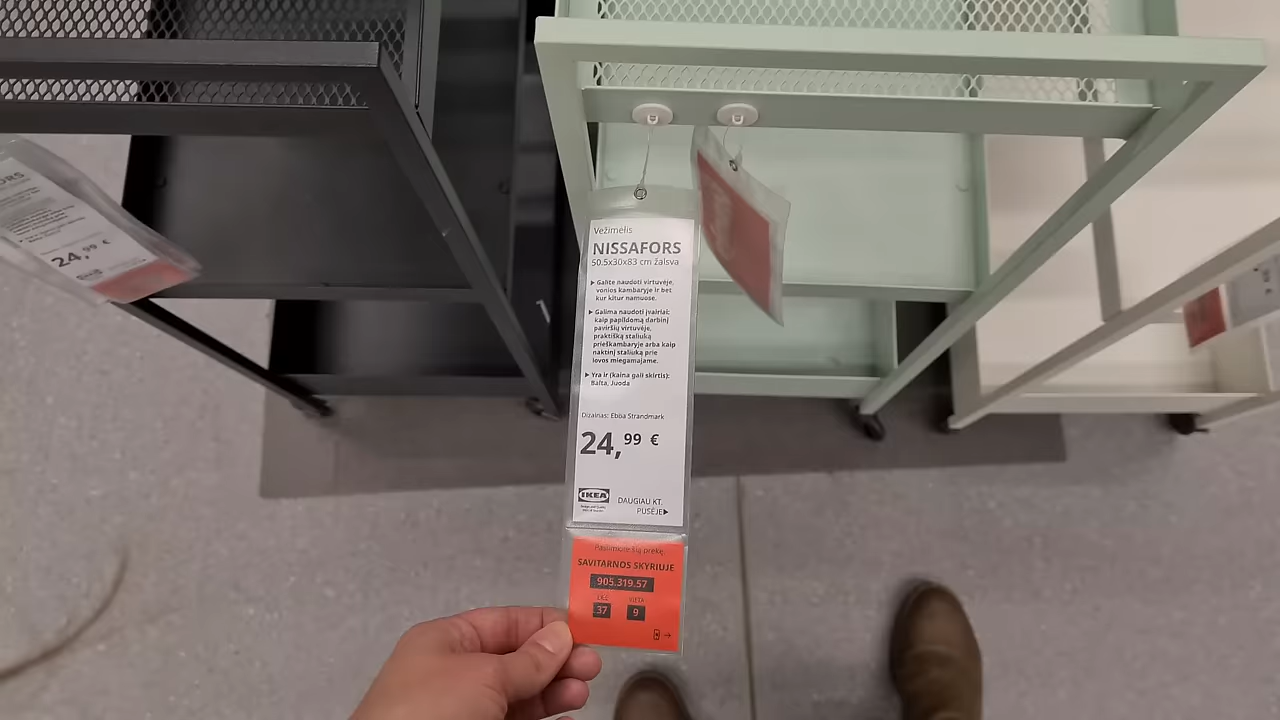 Vežimėlis
NISSAFORS
50.5x30x83 cm žalsva
▶ Galite naudoti virtuvėje,
vonios kambaryje ir bet
kur kitur namuose.
▶ Galima naudoti įvairiai:
kaip papildomą darbinį
paviršių virtuvėje,
praktišką staliuką
prieškambaryje arba kaip
naktinį staliuką prie
lovos miegamajame.
▶ Yra ir (kaina gali skirtis):
Balta, Juoda
Dizainas: Ebba Strandmark
24,99 €
IKEA
DAUGIAU KT.
PUSĖJE▶
Pasiimkite šią prekę:
SAVITARNOS SKYRIUJE
905.319.57
VIETA
37
9
24,99 €